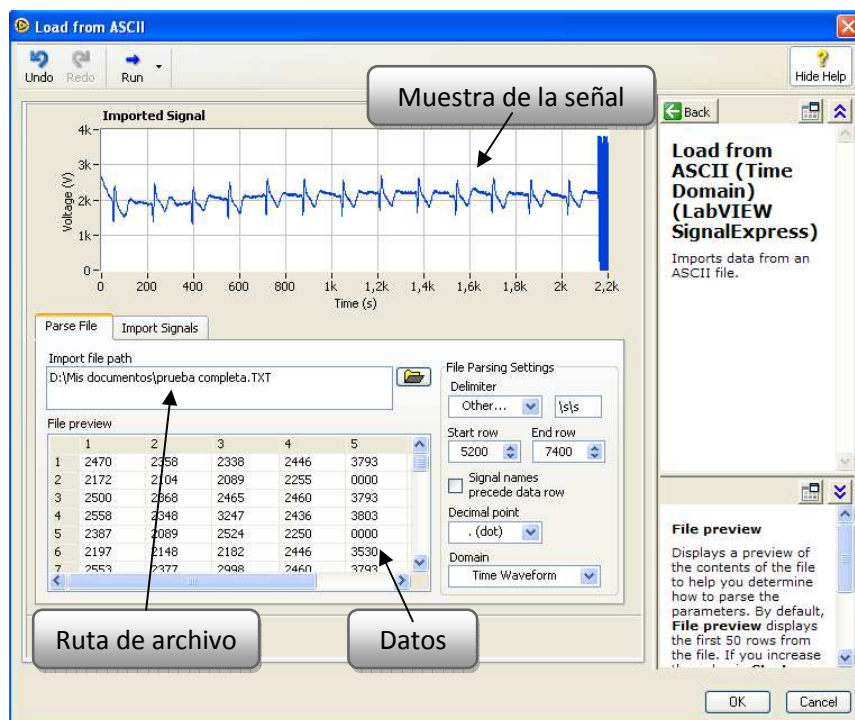 Load from ASCII
Undo Redo Run
Hide Help
Muestra de la señal
Imported Signal
4k
3k
2k
1k
0
Voltage (V)
0 200 400 600 800 1k 1,2k 1,4k 1,6k 1,8k 2k 2,2k
Time (s)
Parse File Import Signals
Import file path
D:\Mis documentos\prueba completa.TXT
File preview
1 2 3 4 5
1 2470 2358 2338 2446 3793
2 2172 2104 2089 2255 0000
3 2500 2368 2465 2460 3793
4 2558 2348 3247 2436 3803
5 2387 2089 2524 2250 0000
6 2197 2148 2182 2446 3530
7 2553 2377 2998 2460 3793
File Parsing Settings
Delimiter
Other... \s\s
Start row End row
5200 7400
Signal names
precede data row
Decimal point
. (dot)
Domain
Time Waveform
Ruta de archivo
Datos
Back
Load from
ASCII (Time
Domain)
(LabVIEW
SignalExpress)
Imports data from an
ASCII file.
File preview
Displays a preview of
the contents of the file
to help you determine
how to parse the
parameters. By default,
File preview displays
the first 50 rows from
the file. If you increase
OK Cancel